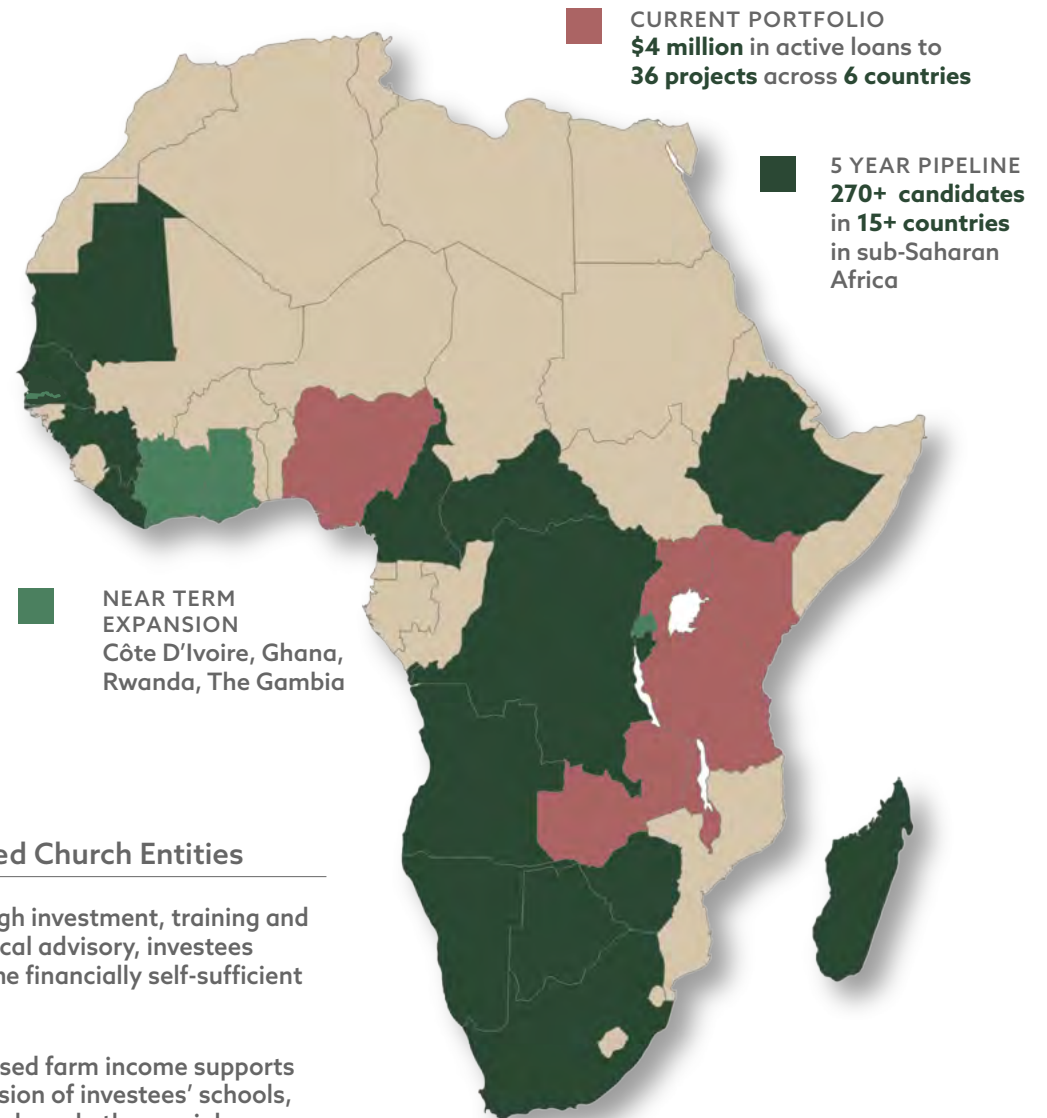 CURRENT PORTFOLIO
$4 million in active loans to
36 projects across 6 countries
5 YEAR PIPELINE
270+ candidates
in 15+ countries
in sub-Saharan
Africa
NEAR TERM
EXPANSION
Côte D'Ivoire, Ghana,
Rwanda, The Gambia
ed Church Entities
gh investment, training and
cal advisory, investees
ne financially self-sufficient
sed farm income supports
sion of investees' schools,